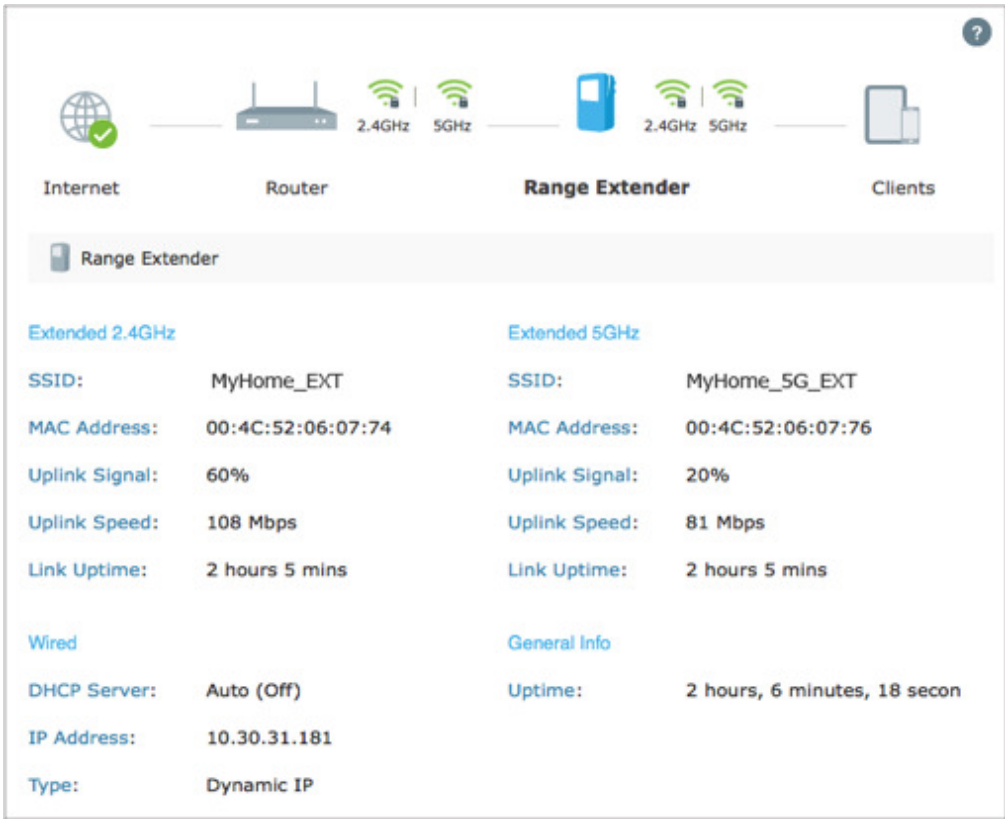 ?
2.4GHz | 5GHz 2.4GHz | 5GHz
Internet Router Range Extender Clients
Range Extender
Extended 2.4GHz Extended 5GHz
SSID: MyHome_EXT SSID: MyHome_5G_EXT
MAC Address: 00:4C:52:06:07:74 MAC Address: 00:4C:52:06:07:76
Uplink Signal: 60% Uplink Signal: 20%
Uplink Speed: 108 Mbps Uplink Speed: 81 Mbps
Link Uptime: 2 hours 5 mins Link Uptime: 2 hours 5 mins
Wired General Info
DHCP Server: Auto (Off) Uptime: 2 hours, 6 minutes, 18 secon
IP Address: 10.30.31.181
Type: Dynamic IP